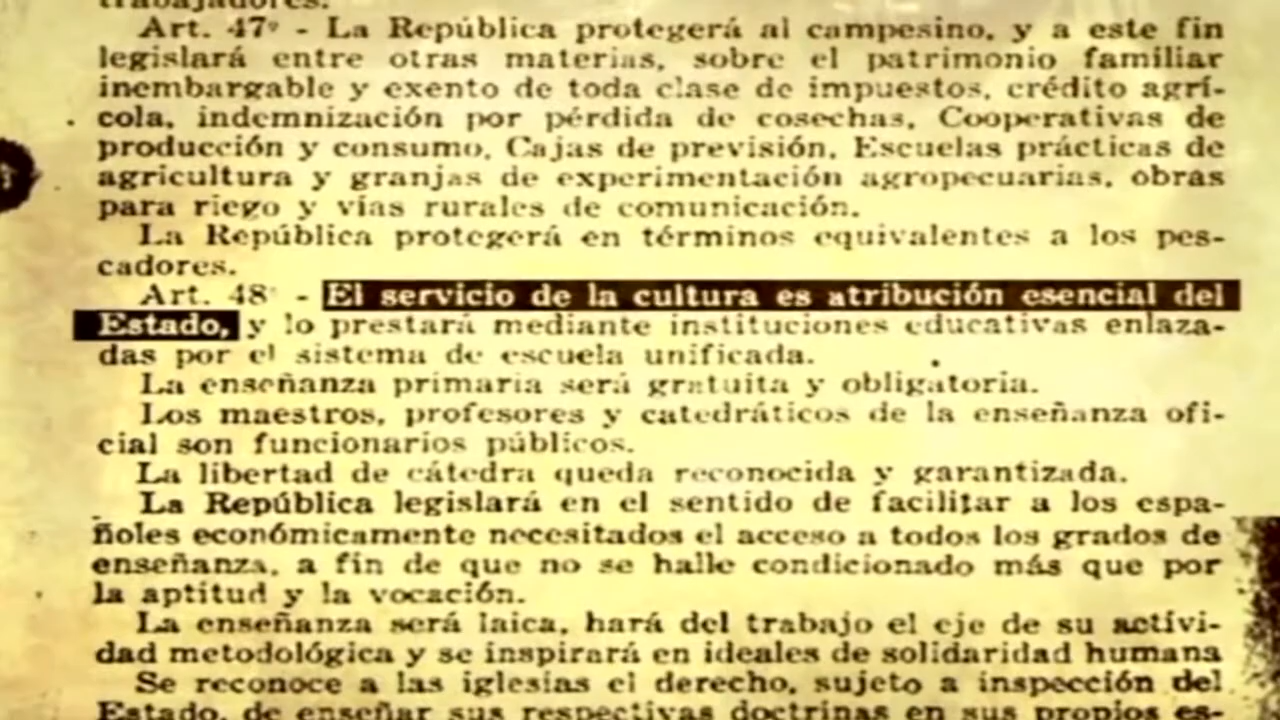 trabajadores.
Art. 47º - La República protegerá al campesino, y a este fin
legislará entre otras materias, sobre el patrimonio familiar
inembargable y exento de toda clase de impuestos, crédito agrí-
cola, indemnización por pérdida de cosechas, Cooperativas de
producción y consumo, Cajas de previsión, Escuelas prácticas de
agricultura y granjas de experimentación agropecuarias, obras
para riego y vías rurales de comunicación.
La República protegerá en términos equivalentes a los pes-
cadores.
Art. 48º - El servicio de la cultura es atribución esencial del
Estado, y lo prestará mediante instituciones educativas enlaza-
das por el sistema de escuela unificada.
La enseñanza primaria será gratuita y obligatoria.
Los maestros, profesores y catedráticos de la enseñanza ofi-
cial son funcionarios públicos.
La libertad de cátedra queda reconocida y garantizada.
La República legislará en el sentido de facilitar a los espa-
ñoles económicamente necesitados el acceso a todos los grados de
enseñanza, a fin de que no se halle condicionado más que por
la aptitud y la vocación.
La enseñanza será laica, hará del trabajo el eje de su activi-
dad metodológica y se inspirará en ideales de solidaridad humana
Se reconoce a las iglesias el derecho, sujeto a inspección del
Estado, de enseñar sus respectivas doctrinas en sus propios es-